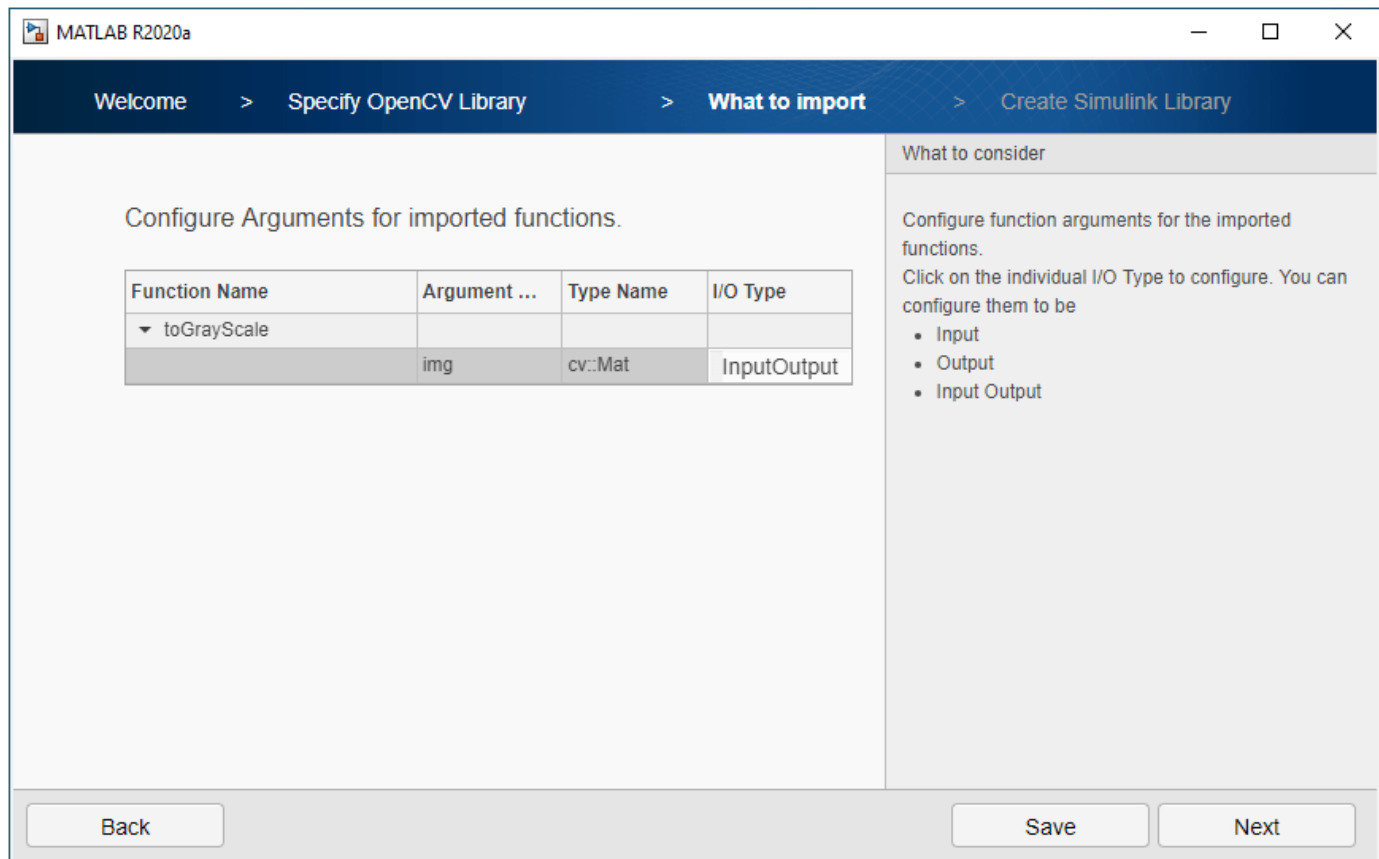 MATLAB R2020a
Welcome > Specify OpenCV Library > What to import > Create Simulink Library
Configure Arguments for imported functions.
Function Name Argument ... Type Name I/O Type
toGrayScale
img cv::Mat InputOutput
What to consider
Configure function arguments for the imported
functions.
Click on the individual I/O Type to configure. You can
configure them to be
• Input
• Output
• Input Output
Back Save Next